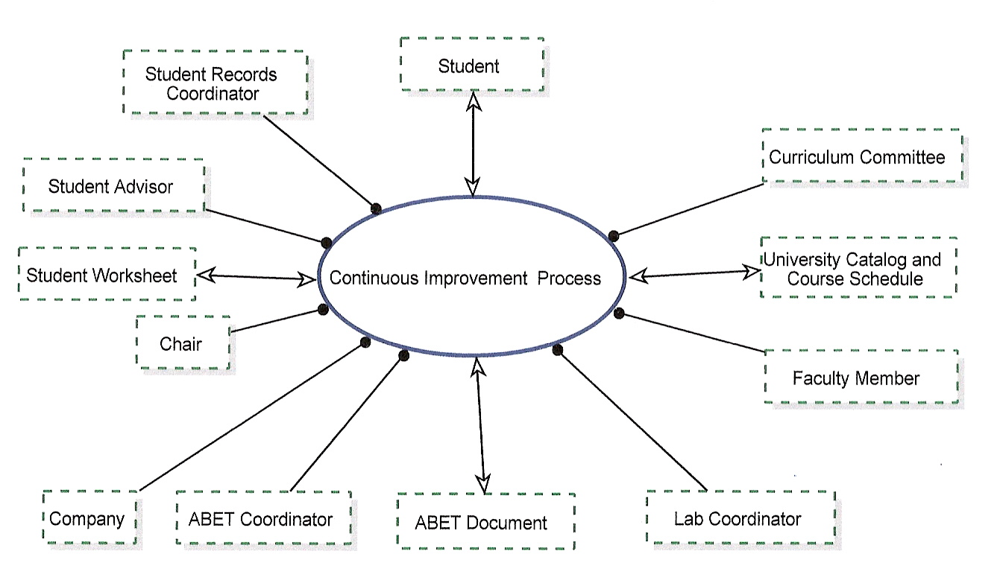 Student
Student Records
Coordinator
Curriculum Committee
Student Advisor
University Catalog and
Course Schedule
Student Worksheet
Continuous Improvement Process
Chair
Faculty Member
Company
ABET Coordinator
ABET Document
Lab Coordinator